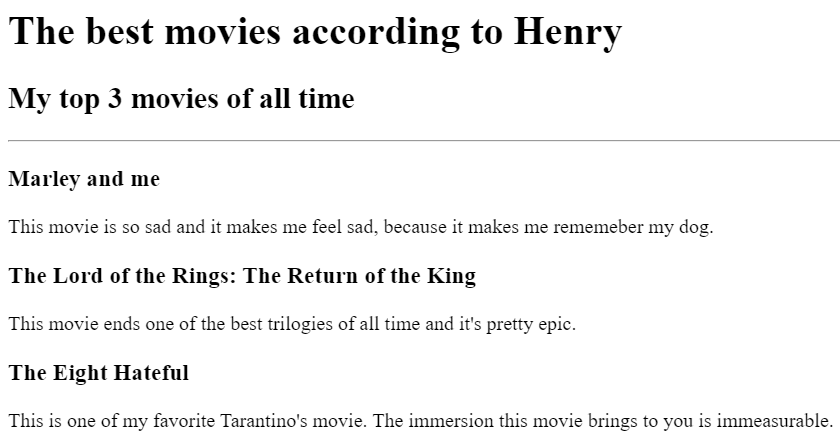 The best movies according to Henry
My top 3 movies of all time
Marley and me
This movie is so sad and it makes me feel sad, because it makes me rememeber my dog.
The Lord of the Rings: The Return of the King
This movie ends one of the best trilogies of all time and it's pretty epic.
The Eight Hateful
This is one of my favorite Tarantino's movie. The immersion this movie brings to you is immeasurable.